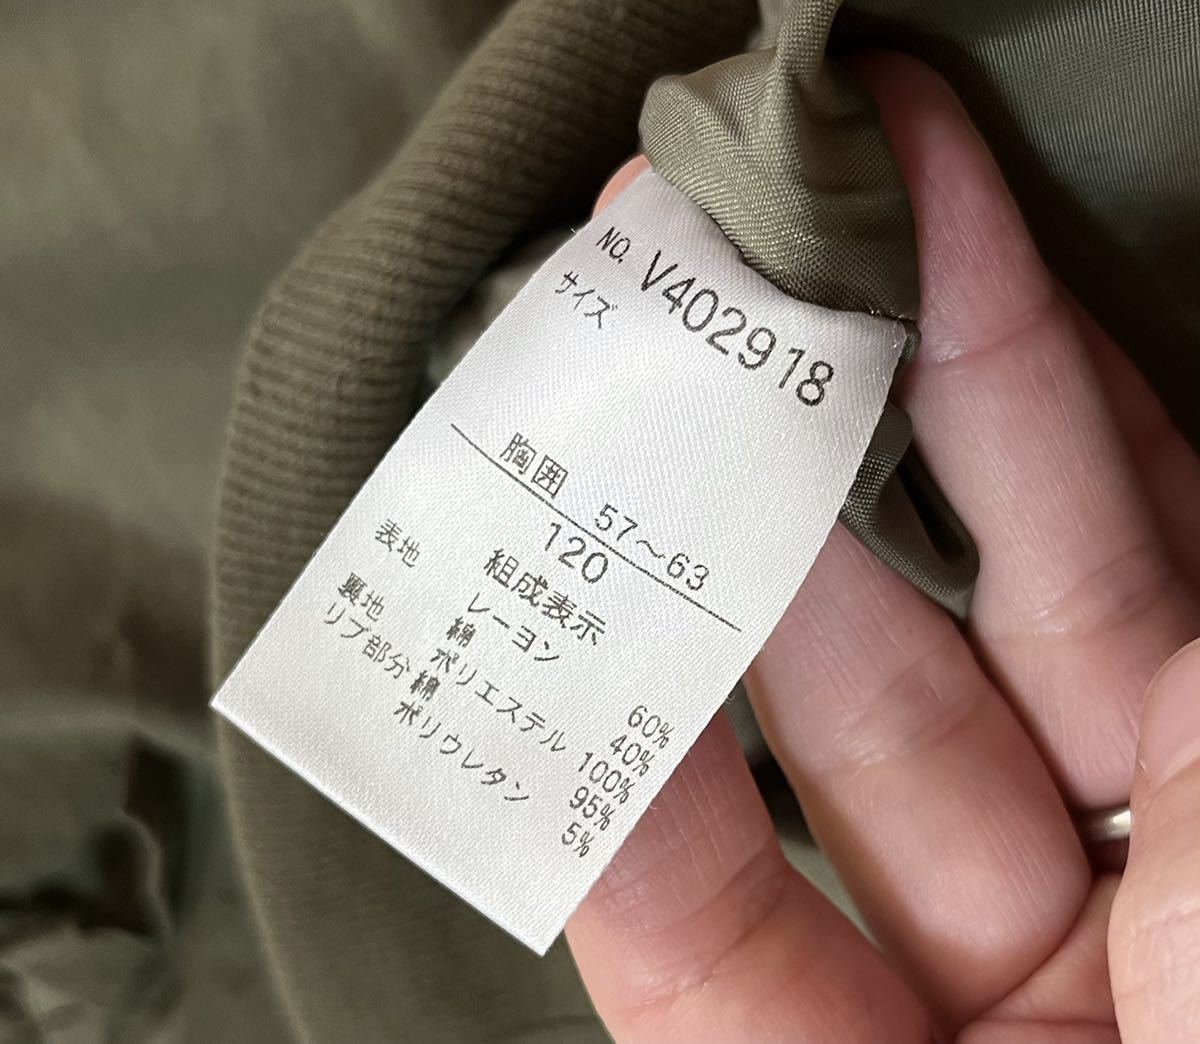 NO. V402918
サイズ
胸囲 57~63
120
組成表示
表地 レーヨン 60%
綿 40%
裏地 ポリエステル 100%
リブ部分 綿 95%
ポリウレタン 5%